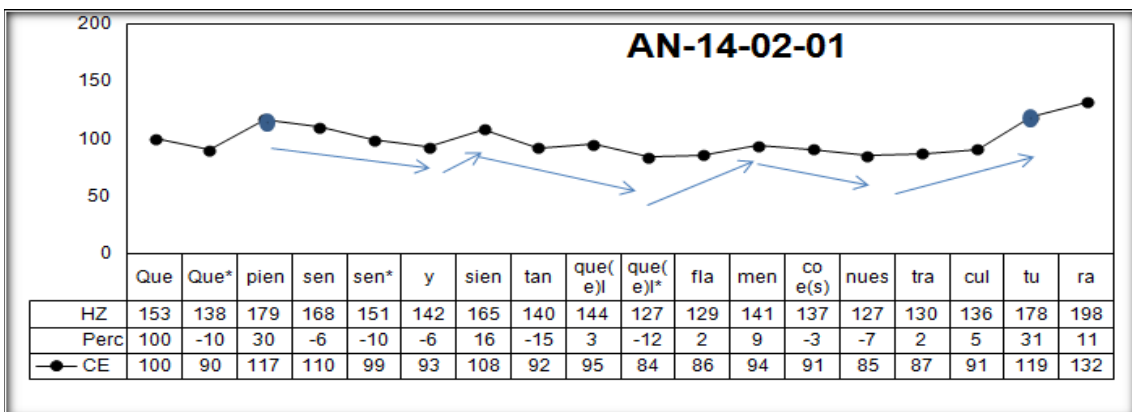 AN-14-02-01
200
150
100
50
0
Que Que* pien sen sen* y sien tan que(e)l que(e)l* fla men co e(s) nues tra cul tu ra
HZ 153 138 179 168 151 142 165 140 144 127 129 141 137 127 130 136 178 198
Perc 100 -10 30 -6 -10 -6 16 -15 3 -12 2 9 -3 -7 2 5 31 11
CE 100 90 117 110 99 93 108 92 95 84 86 94 91 85 87 91 119 132